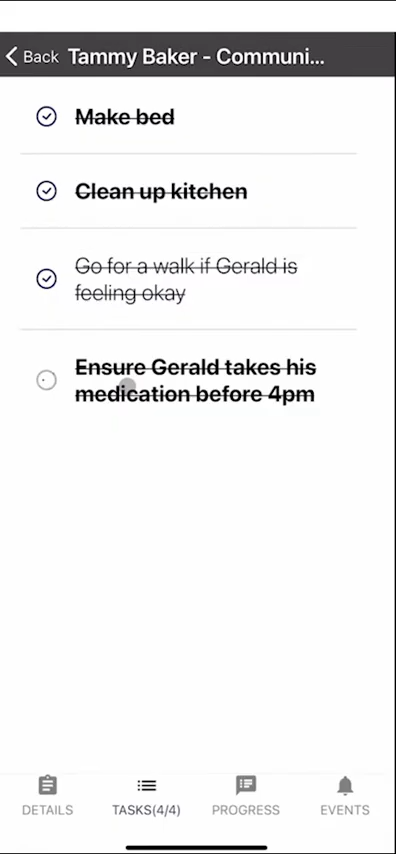 Back Tammy Baker - Communi...
Make bed
Clean up kitchen
Go for a walk if Gerald is
feeling okay
Ensure Gerald takes his
medication before 4pm
DETAILS TASKS(4/4) PROGRESS EVENTS